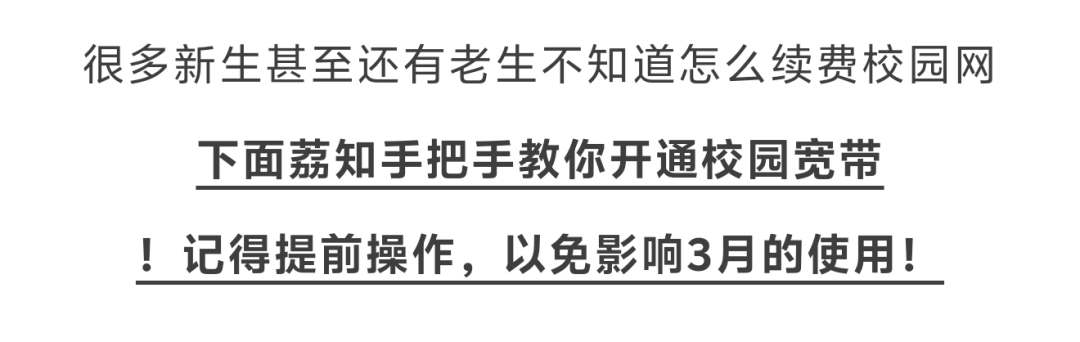 很多新生甚至还有老生不知道怎么续费校园网
下面荔知手把手教你开通校园宽带
！记得提前操作，以免影响3月的使用！